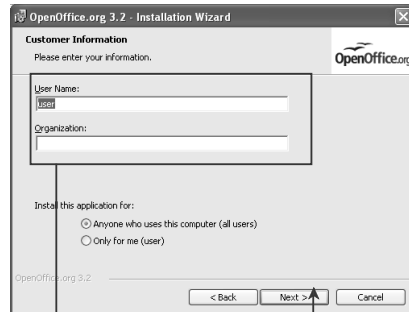 OpenOffice.org 3.2 - Installation Wizard
Customer Information
Please enter your information.
OpenOffice.org
User Name:
user
Organization:
Install this application for:
Anyone who uses this computer (all users)
Only for me (user)
OpenOffice.org 3.2
< Back
Next >
Cancel